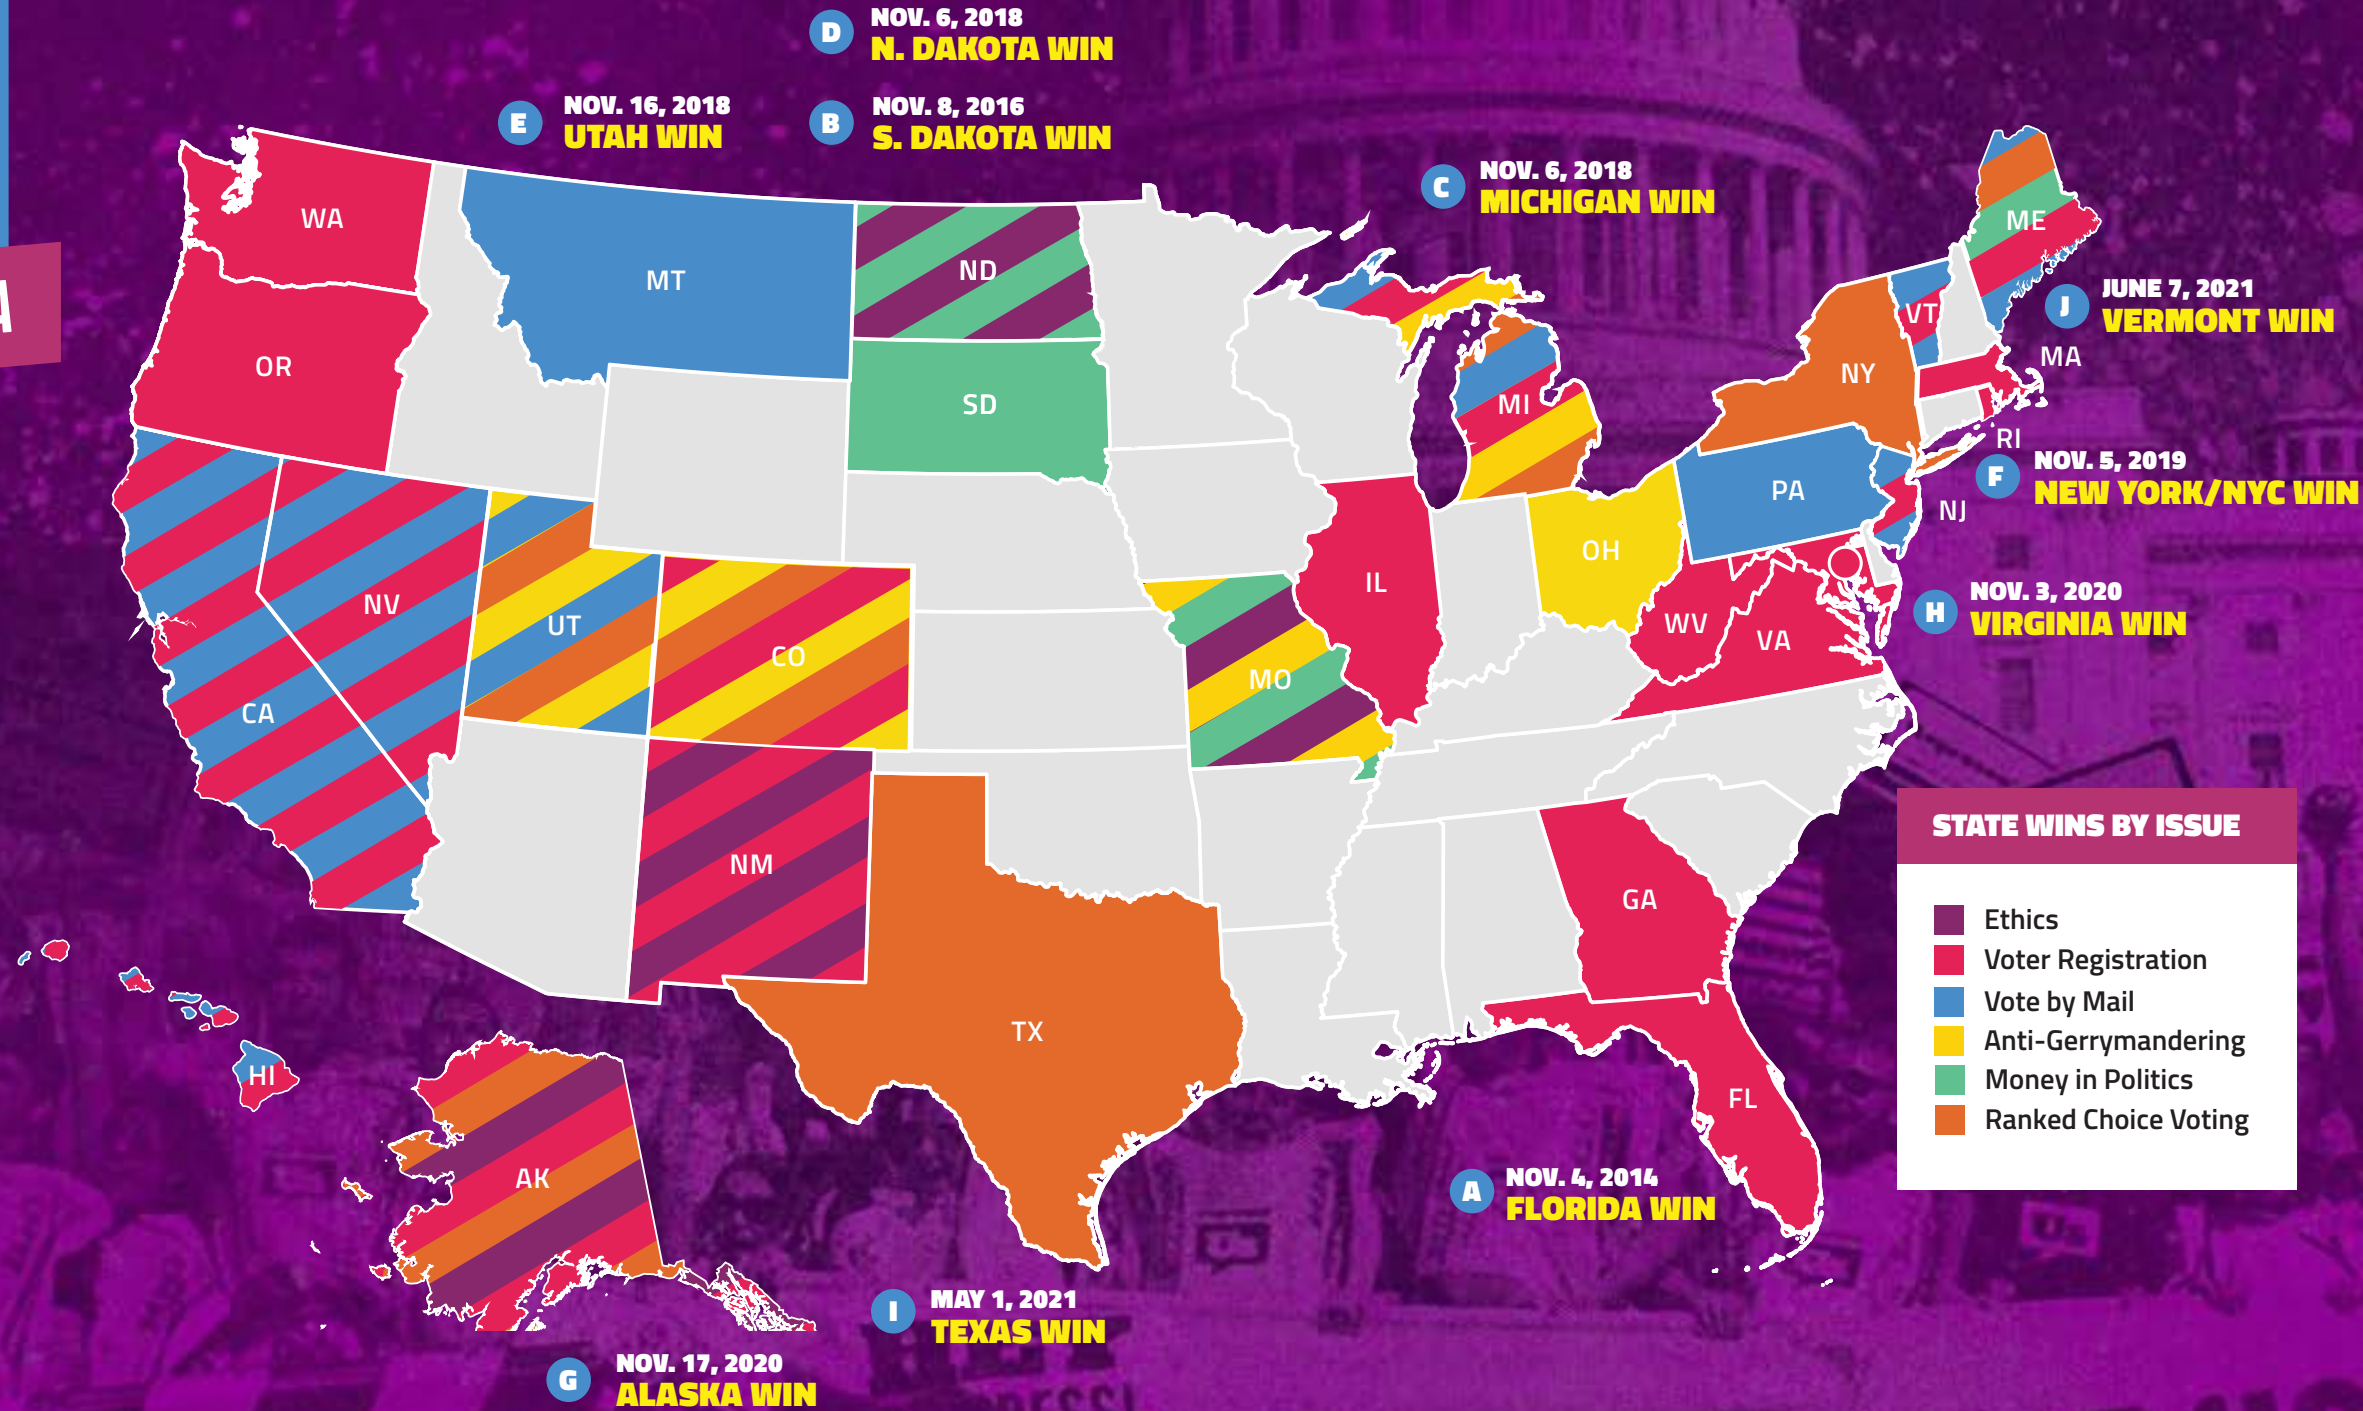 D
NOV. 6, 2018
N. DAKOTA WIN
E
NOV. 16, 2018
UTAH WIN
B
NOV. 8, 2016
S. DAKOTA WIN
C
NOV. 6, 2018
MICHIGAN WIN
WA
MT
ND
ME
A
J
JUNE 7, 2021
VERMONT WIN
VT
MA
OR
NY
SD
MI
RI
F
NOV. 5, 2019
NEW YORK/NYC WIN
PA
NJ
OH
IL
H
NOV. 3, 2020
VIRGINIA WIN
NV
UT
WV
VA
CO
MO
CA
NM
GA
STATE WINS BY ISSUE
Ethics
Voter Registration
Vote by Mail
Anti-Gerrymandering
Money in Politics
Ranked Choice Voting
TX
HI
FL
AK
A
NOV. 4, 2014
FLORIDA WIN
I
MAY 1, 2021
TEXAS WIN
G
NOV. 17, 2020
ALASKA WIN